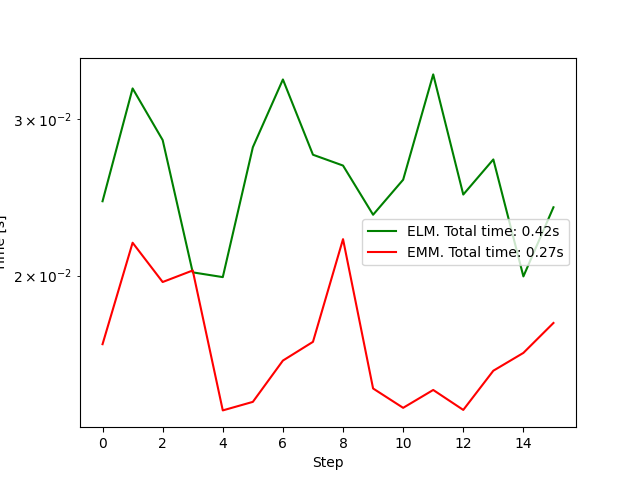 3 × 10⁻²
2 × 10⁻²
Time [s]
ELM. Total time: 0.42s
EMM. Total time: 0.27s
0 2 4 6 8 10 12 14
Step